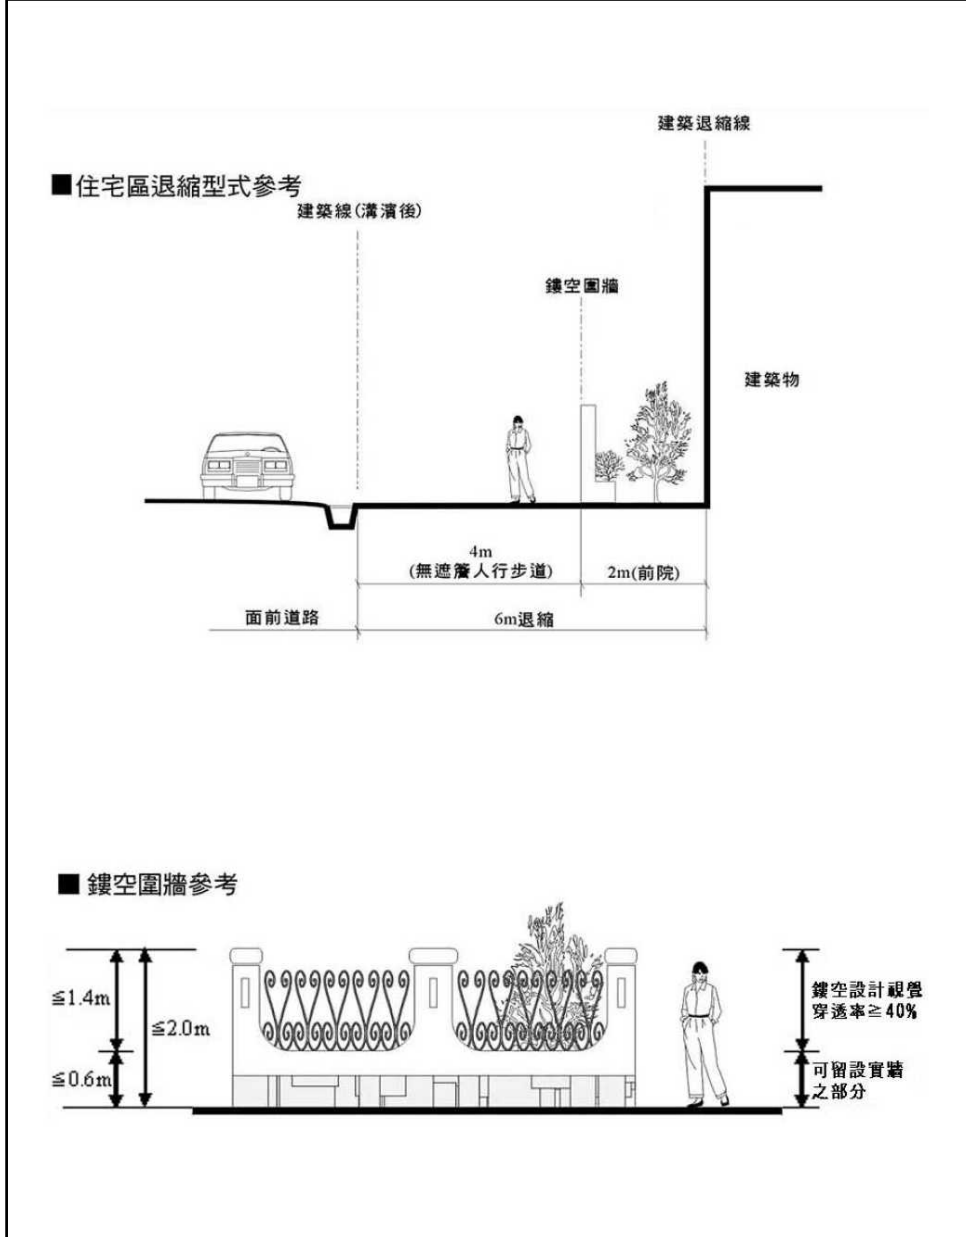 建築退縮線
■住宅區退縮型式參考
建築線(溝濱後)
鏤空圍牆
建築物
4m
(無遮簷人行步道)
2m(前院)
面前道路
6m退縮
■ 鏤空圍牆參考
≦1.4m
≦2.0m
≦0.6m
鏤空設計視覺
穿透率≧40%
可留設實牆
之部分